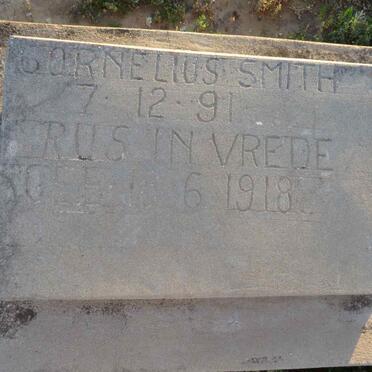 CORNELIUS SMITH
7.12.91
RUS IN VREDE
6 1918